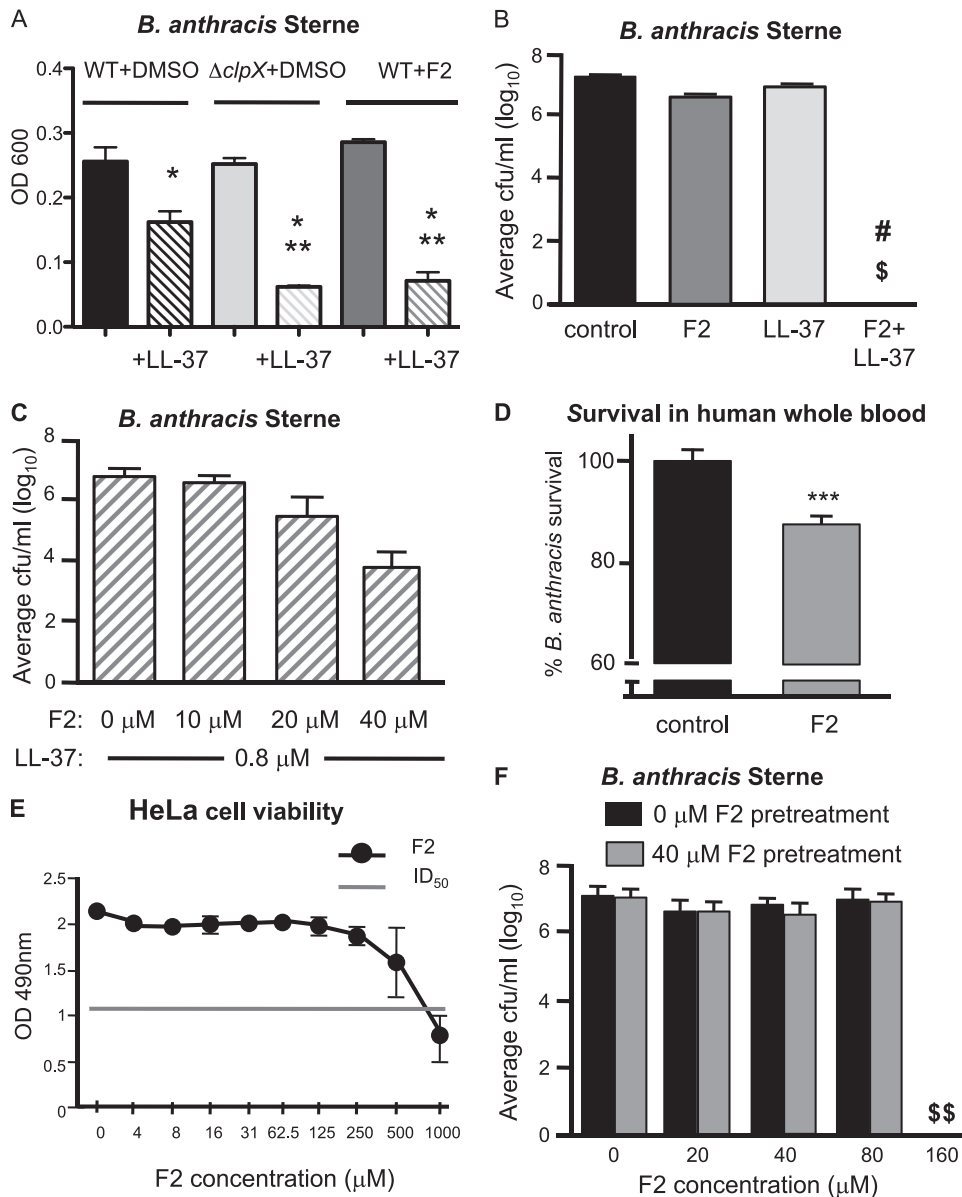 A
B. anthracis Sterne
WT+DMSO ΔclpX+DMSO WT+F2
0.4
0.3
0.2
0.1
0.0
OD 600
*
*
**
*
**
+LL-37 +LL-37 +LL-37
B
B. anthracis Sterne
8
6
4
2
0
Average cfu/ml (log10)
#
$
control F2 LL-37 F2+
LL-37
C
B. anthracis Sterne
8
6
4
2
0
Average cfu/ml (log10)
F2: 0 μM 10 μM 20 μM 40 μM
LL-37: 0.8 μM
D
Survival in human whole blood
100
80
60
% B. anthracis survival
***
control F2
E
HeLa cell viability
F2
ID50
2.5
2
1.5
1
0.5
0
OD 490nm
0 4 8 16 31 62.5 125 250 500 1000
F2 concentration (μM)
F
B. anthracis Sterne
0 μM F2 pretreatment
40 μM F2 pretreatment
8
6
4
2
0
Average cfu/ml (log10)
$$
0 20 40 80 160
F2 concentration (μM)